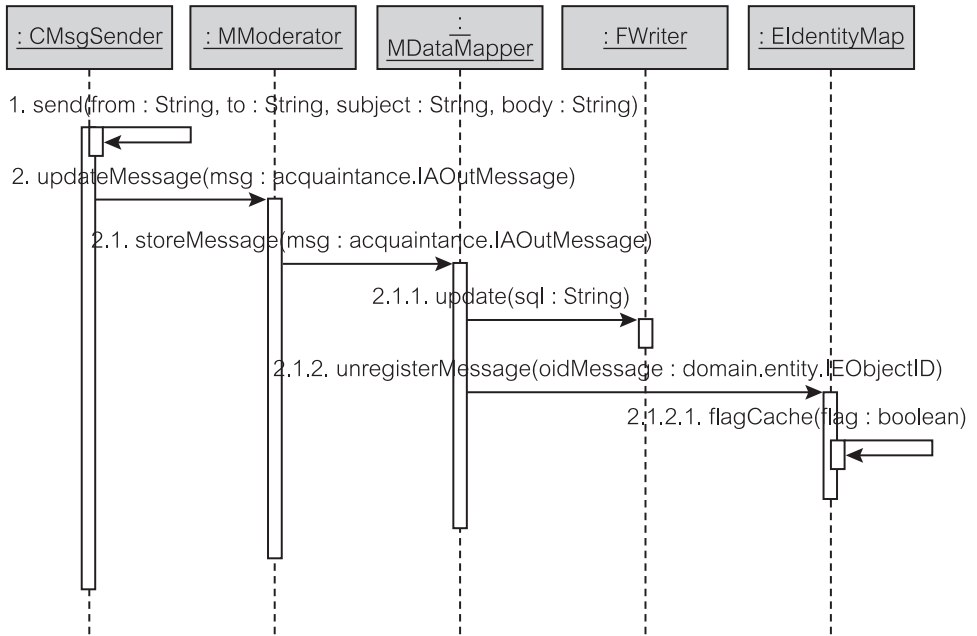 : CMsgSender
: MModerator
:
MDataMapper
: FWriter
: EIdentityMap
1. send(from : String, to : String, subject : String, body : String)
2. updateMessage(msg : acquaintance.IAOutMessage)
2.1. storeMessage(msg : acquaintance.IAOutMessage)
2.1.1. update(sql : String)
2.1.2. unregisterMessage(oidMessage : domain.entity.IEObjectID)
2.1.2.1. flagCache(flag : boolean)